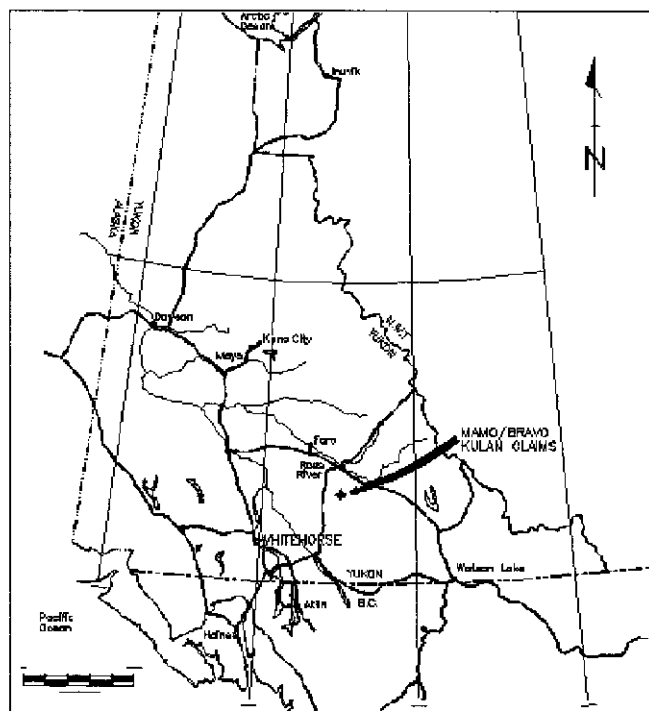 Arctic
Ocean
Inuvik
N
ALASKA
YUKON
Dawson
Keno City
Mayo
N.W.T
YUKON
MAMO/BRAVO
KULAN CLAIMS
Faro
Ross
River
WHITEHORSE
YUKON
Watson Lake
Atlin
B.C.
Pacific
Ocean
Haines